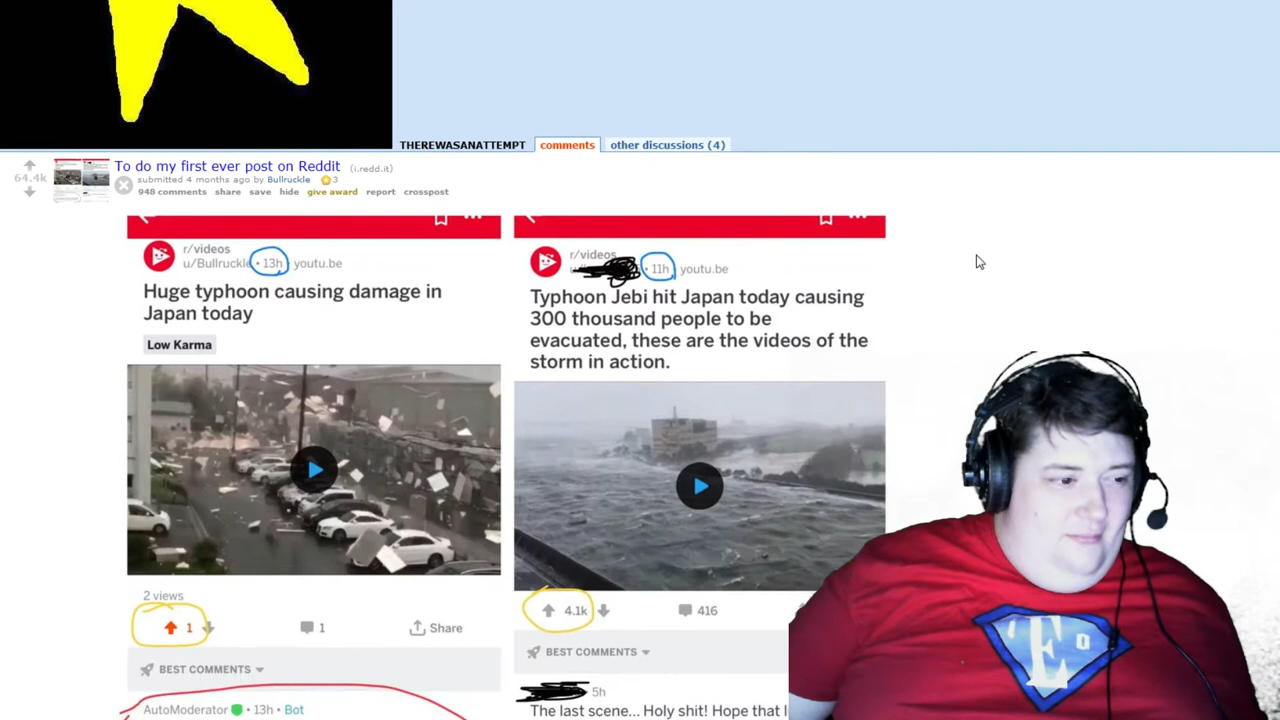 THEREWASANATTEMPT comments other discussions (4)
64.4k
To do my first ever post on Reddit (i.redd.it)
submitted 4 months ago by Bullruckle 3
948 comments share save hide give award report crosspost
r/videos
u/Bullruckle • 13h • youtu.be
Huge typhoon causing damage in
Japan today
Low Karma
2 views
1 1 Share
BEST COMMENTS
AutoModerator • 13h • Bot
r/videos
• 11h • youtu.be
Typhoon Jebi hit Japan today causing
300 thousand people to be
evacuated, these are the videos of the
storm in action.
4.1k 416
BEST COMMENTS
5h
The last scene... Holy shit! Hope that
E O